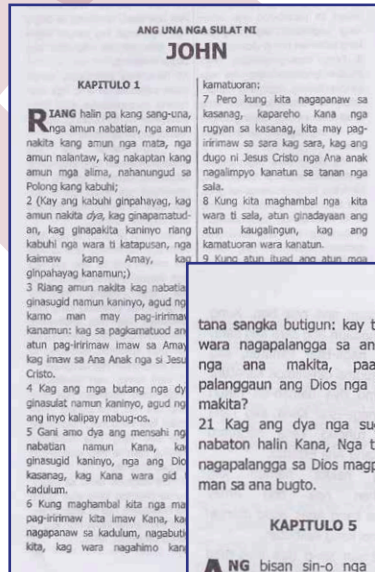 ANG UNA NGA SULAT NI
JOHN
KAPITULO 1
RIANG halin pa kang sang-una,
nga amun nabatian, nga amun
nakita kang amun nga mata, nga
amun nalantaw, kag nakaptan kang
amun mga alima, nahanungud sa
Polong kang kabuhi;
2 (Kay ang kabuhi ginpahayag, kag
amun nakita dya, kag ginapamatud-
an, kag ginapakita kaninyo riang
kabuhi nga wara ti katapusan, nga
kaimaw kang Amay, kag
ginpahayag kanamun;)
3 Riang amun nakita kag nabatia
ginasugid namun kaninyo, agud ng
kamo man may pag-iririmaw
kanamun: kag sa pagkamatuod an
atun pag-iririmaw imaw sa Amay
kag imaw sa Ana Anak nga si Jesu
Cristo.
4 Kag ang mga butang nga dy
ginasulat namun kaninyo, agud ng
ang inyo kalipay mabug-os.
5 Gani amo dya ang mensahi ng
nabatian namun Kana, ka
ginasugid kaninyo, nga ang Dio
kasanag, kag Kana wara gid
kadulum.
6 Kung maghambal kita nga ma
pag-iririmaw kita imaw Kana, ka
nagapanaw sa kadulum, nagabuti
kita, kag wara nagahimo kan
kamatuoran:
7 Pero kung kita nagapanaw sa
kasanag, kapareho Kana nga
rugyan sa kasanag, kita may pag-
iririmaw sa sara kag sara, kag ang
dugo ni Jesus Cristo nga Ana anak
nagalimpyo kanatun sa tanan nga
sala.
8 Kung kita maghambal nga kita
wara ti sala, atun ginadayaan ang
atun kaugalingun, kag ang
kamatuoran wara kanatun.
9 Kung atun ituad ang atun mga
tana sangka butigun: kay t
wara nagapalangga sa an
nga ana makita, paa
palanggaun ang Dios nga
makita?
21 Kag ang dya nga su
nabaton halin Kana, Nga t
nagapalangga sa Dios magp
man sa ana bugto.
KAPITULO 5
ANG bisan sin-o nga